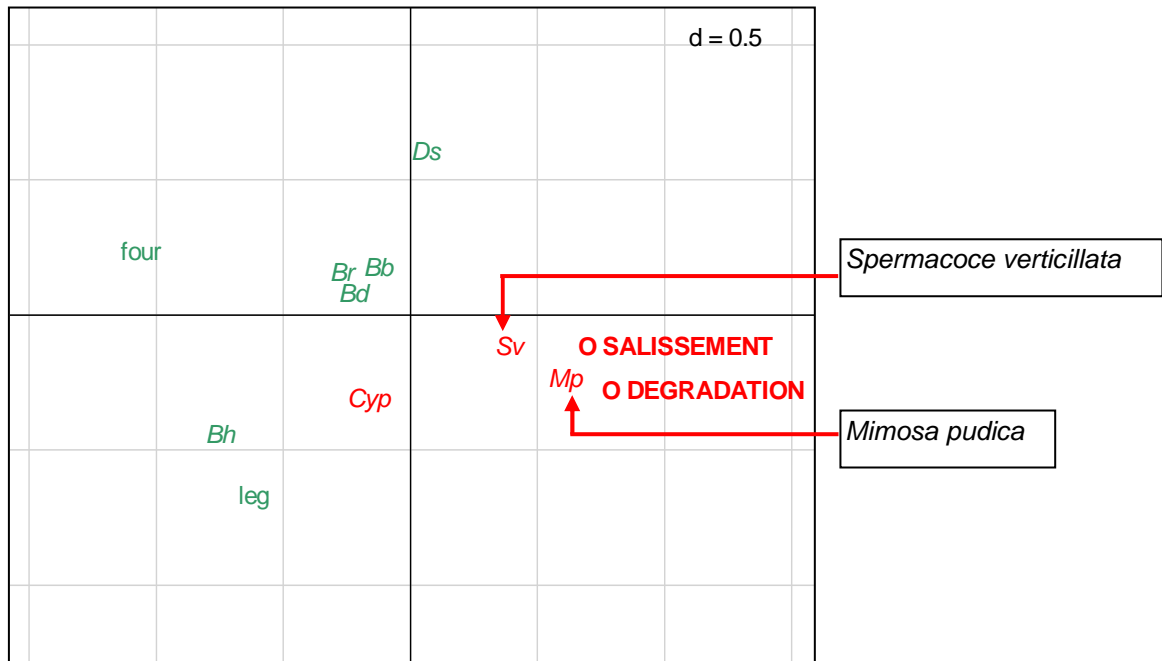 d = 0.5
Ds
four
Br Bb
Bd
Spermacoce verticillata
Sv
O SALISSEMENT
Mp
O DEGRADATION
Cyp
Bh
Mimosa pudica
leg